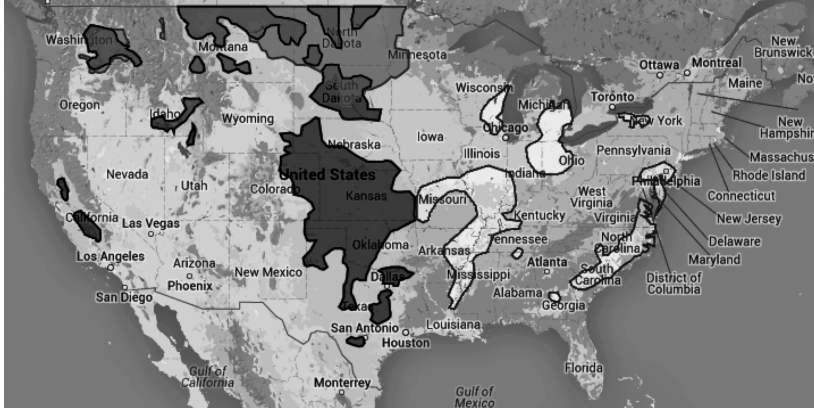 Washington
Montana
North
Dakota
Minnesota
Ottawa
Montreal
New
Brunswick
Maine
Oregon
Idaho
Wyoming
South
Dakota
Wisconsin
Michigan
Toronto
New York
New
Hampshire
Nebraska
Iowa
Chicago
Nevada
Utah
Colorado
United States
Kansas
Missouri
Illinois
Indiana
Ohio
Pennsylvania
Philadelphia
Massachus
Rhode Island
Connecticut
New Jersey
Delaware
Maryland
District of
Columbia
West
Virginia
Virginia
Kentucky
Tennessee
North
Carolina
South
Carolina
California
Las Vegas
Los Angeles
San Diego
Arizona
Phoenix
New Mexico
Oklahoma
Arkansas
Dallas
Texas
Mississippi
Alabama
Atlanta
Georgia
San Antonio
Houston
Louisiana
Florida
Gulf of
California
Monterrey
Gulf of
Mexico